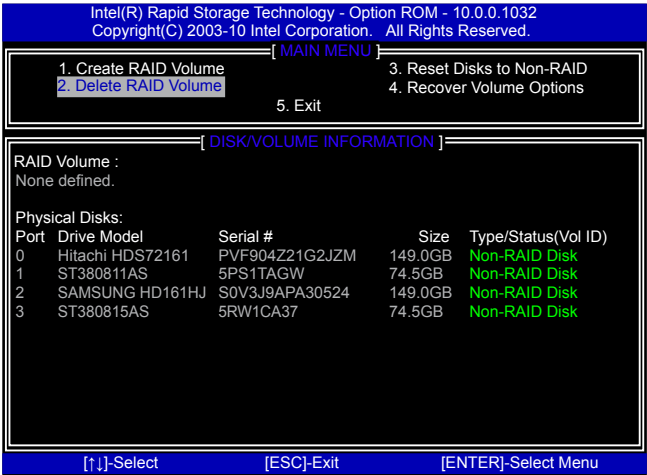 Intel(R) Rapid Storage Technology - Option ROM - 10.0.0.1032
Copyright(C) 2003-10 Intel Corporation. All Rights Reserved.
[ MAIN MENU ]
1. Create RAID Volume 3. Reset Disks to Non-RAID
2. Delete RAID Volume 4. Recover Volume Options
5. Exit
[ DISK/VOLUME INFORMATION ]
RAID Volume :
None defined.
Physical Disks:
Port Drive Model Serial # Size Type/Status(Vol ID)
0 Hitachi HDS72161 PVF904Z21G2JZM 149.0GB Non-RAID Disk
1 ST380811AS 5PS1TAGW 74.5GB Non-RAID Disk
2 SAMSUNG HD161HJ S0V3J9APA30524 149.0GB Non-RAID Disk
3 ST380815AS 5RW1CA37 74.5GB Non-RAID Disk
[↑↓]-Select [ESC]-Exit [ENTER]-Select Menu